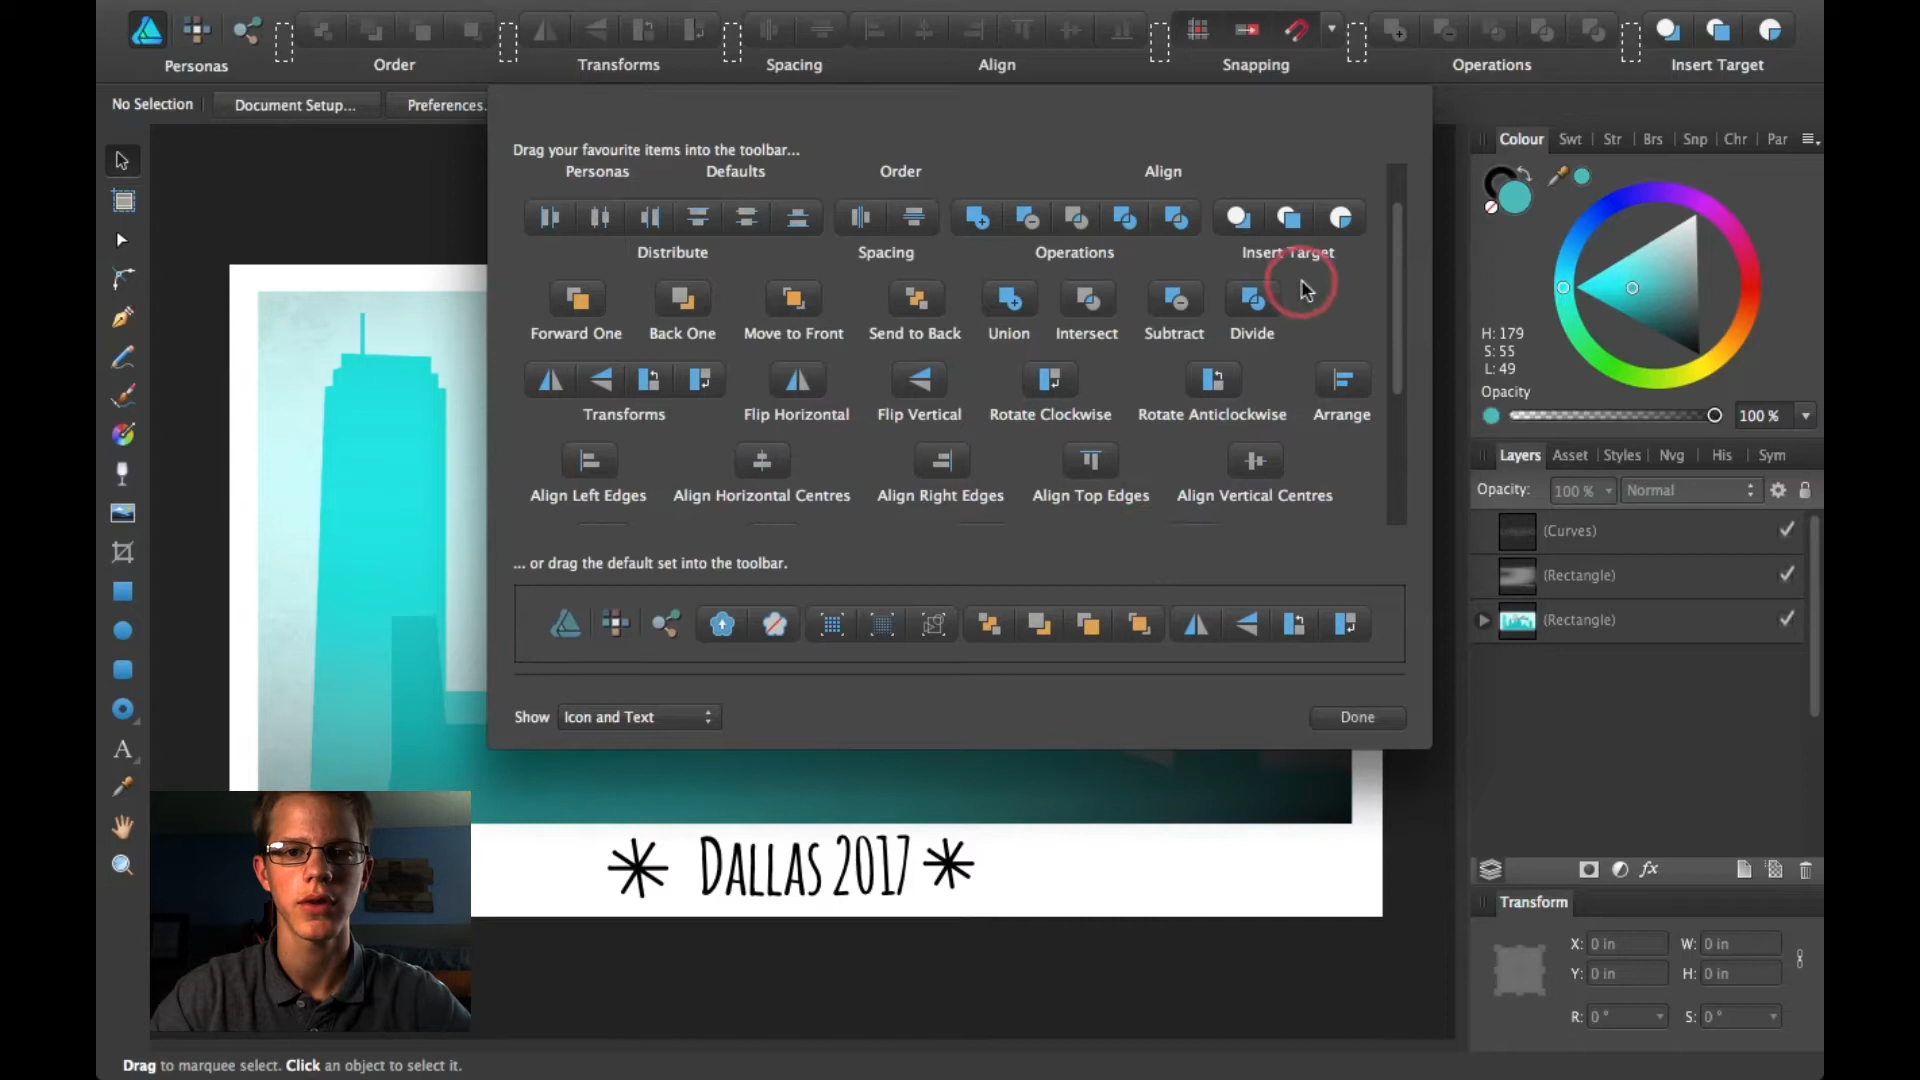 Personas Order Transforms Spacing Align Snapping Operations Insert Target
No Selection Document Setup... Preferences.
Colour Swt Str Brs Snp Chr Par
Drag your favourite items into the toolbar...
Personas Defaults Order Align
Distribute Spacing Operations Insert Target
Forward One Back One Move to Front Send to Back Union Intersect Subtract Divide
Transforms Flip Horizontal Flip Vertical Rotate Clockwise Rotate Anticlockwise Arrange
Align Left Edges Align Horizontal Centres Align Right Edges Align Top Edges Align Vertical Centres
... or drag the default set into the toolbar.
Show Icon and Text Done
H: 179
S: 55
L: 49
Opacity
100 %
Layers Asset Styles Nvg His Sym
Opacity: 100 % Normal
(Curves)
(Rectangle)
(Rectangle)
fx
Transform
X: 0 in W: 0 in
Y: 0 in H: 0 in
R: 0 ° S: 0 °
A
DALLAS 2017
Drag to marquee select. Click an object to select it.